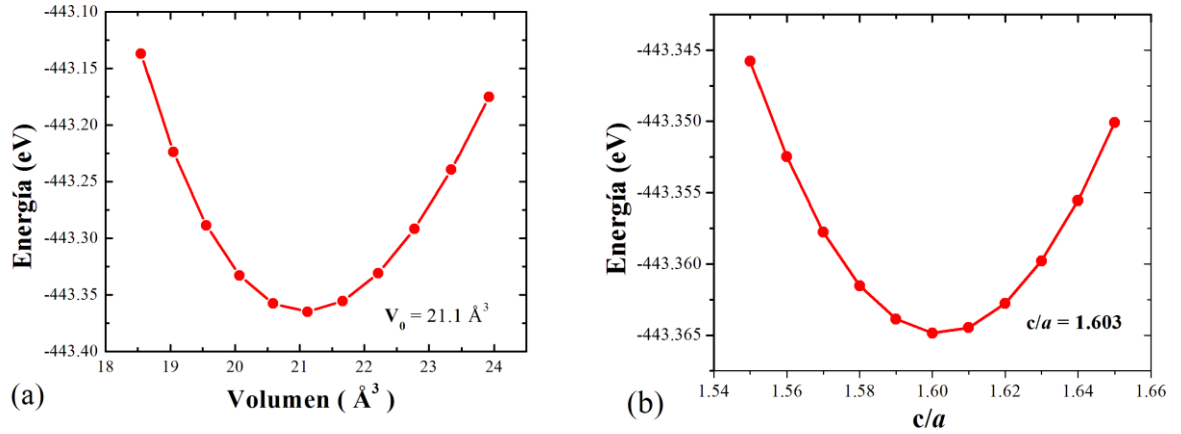 -443.10
-443.15
-443.20
-443.25
-443.30
-443.35
-443.40
Energía (eV)
V₀ = 21.1 Å³
18 19 20 21 22 23 24
Volumen ( Å³ )
(a)
-443.345
-443.350
-443.355
-443.360
-443.365
Energía (eV)
c/a = 1.603
1.54 1.56 1.58 1.60 1.62 1.64 1.66
c/a
(b)